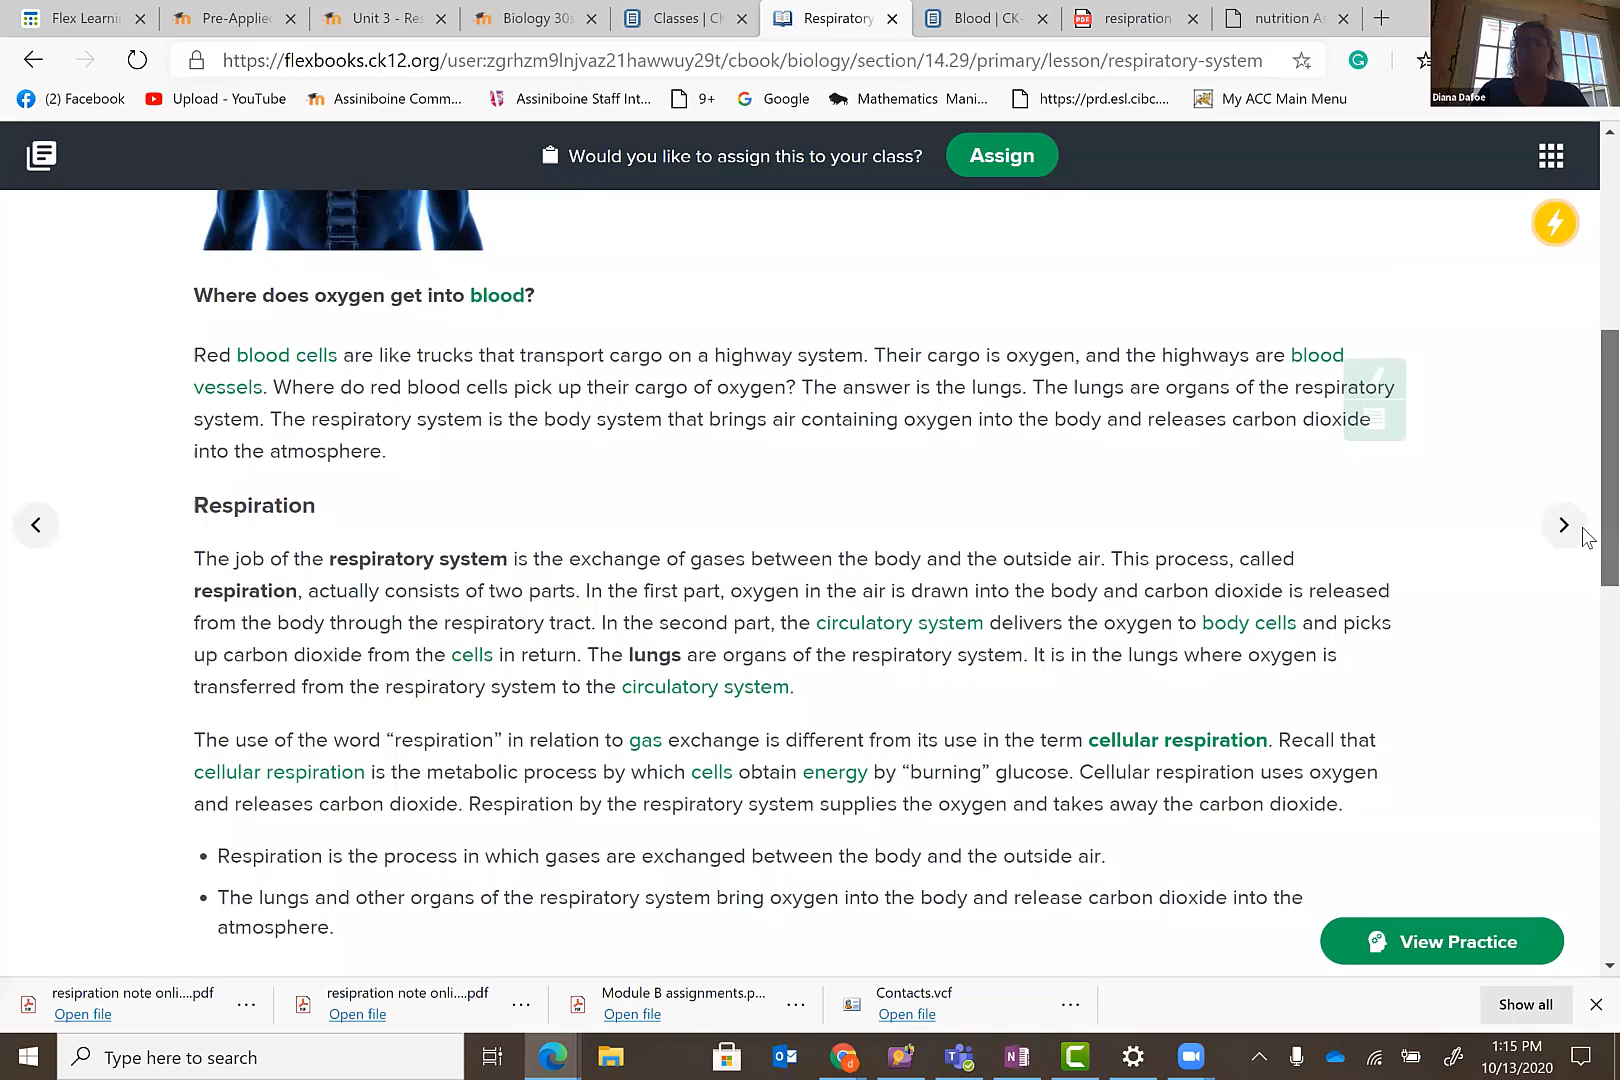 Flex Learni
Pre-Applie
Unit 3 - Re
Biology 30s
Classes | CK
Respiratory
Blood | CK-
resipration
nutrition As
https://flexbooks.ck12.org/user:zgrhzm9lnjvaz21hawwuy29t/cbook/biology/section/14.29/primary/lesson/respiratory-system
Diana Dafoe
(2) Facebook
Upload - YouTube
Assiniboine Comm...
Assiniboine Staff Int...
9+
Google
Mathematics Mani...
https://prd.esl.cibc....
My ACC Main Menu
Would you like to assign this to your class?
Assign
Where does oxygen get into blood?
Red blood cells are like trucks that transport cargo on a highway system. Their cargo is oxygen, and the highways are blood
vessels. Where do red blood cells pick up their cargo of oxygen? The answer is the lungs. The lungs are organs of the respiratory
system. The respiratory system is the body system that brings air containing oxygen into the body and releases carbon dioxide
into the atmosphere.
Respiration
The job of the respiratory system is the exchange of gases between the body and the outside air. This process, called
respiration, actually consists of two parts. In the first part, oxygen in the air is drawn into the body and carbon dioxide is released
from the body through the respiratory tract. In the second part, the circulatory system delivers the oxygen to body cells and picks
up carbon dioxide from the cells in return. The lungs are organs of the respiratory system. It is in the lungs where oxygen is
transferred from the respiratory system to the circulatory system.
The use of the word “respiration” in relation to gas exchange is different from its use in the term cellular respiration. Recall that
cellular respiration is the metabolic process by which cells obtain energy by “burning” glucose. Cellular respiration uses oxygen
and releases carbon dioxide. Respiration by the respiratory system supplies the oxygen and takes away the carbon dioxide.
• Respiration is the process in which gases are exchanged between the body and the outside air.
• The lungs and other organs of the respiratory system bring oxygen into the body and release carbon dioxide into the
atmosphere.
View Practice
resipration note onli....pdf
Open file
resipration note onli....pdf
Open file
Module B assignments.p...
Open file
Contacts.vcf
Open file
Show all
Type here to search
1:15 PM
10/13/2020